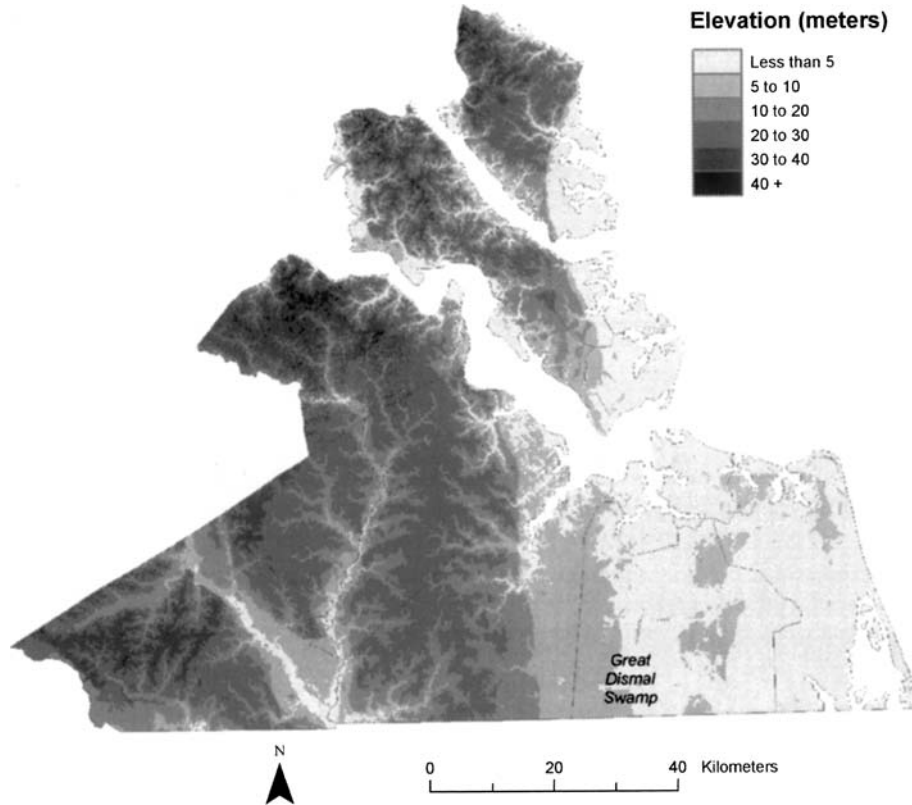 Elevation (meters)
Less than 5
5 to 10
10 to 20
20 to 30
30 to 40
40 +
Great
Dismal
Swamp
N
0 20 40 Kilometers